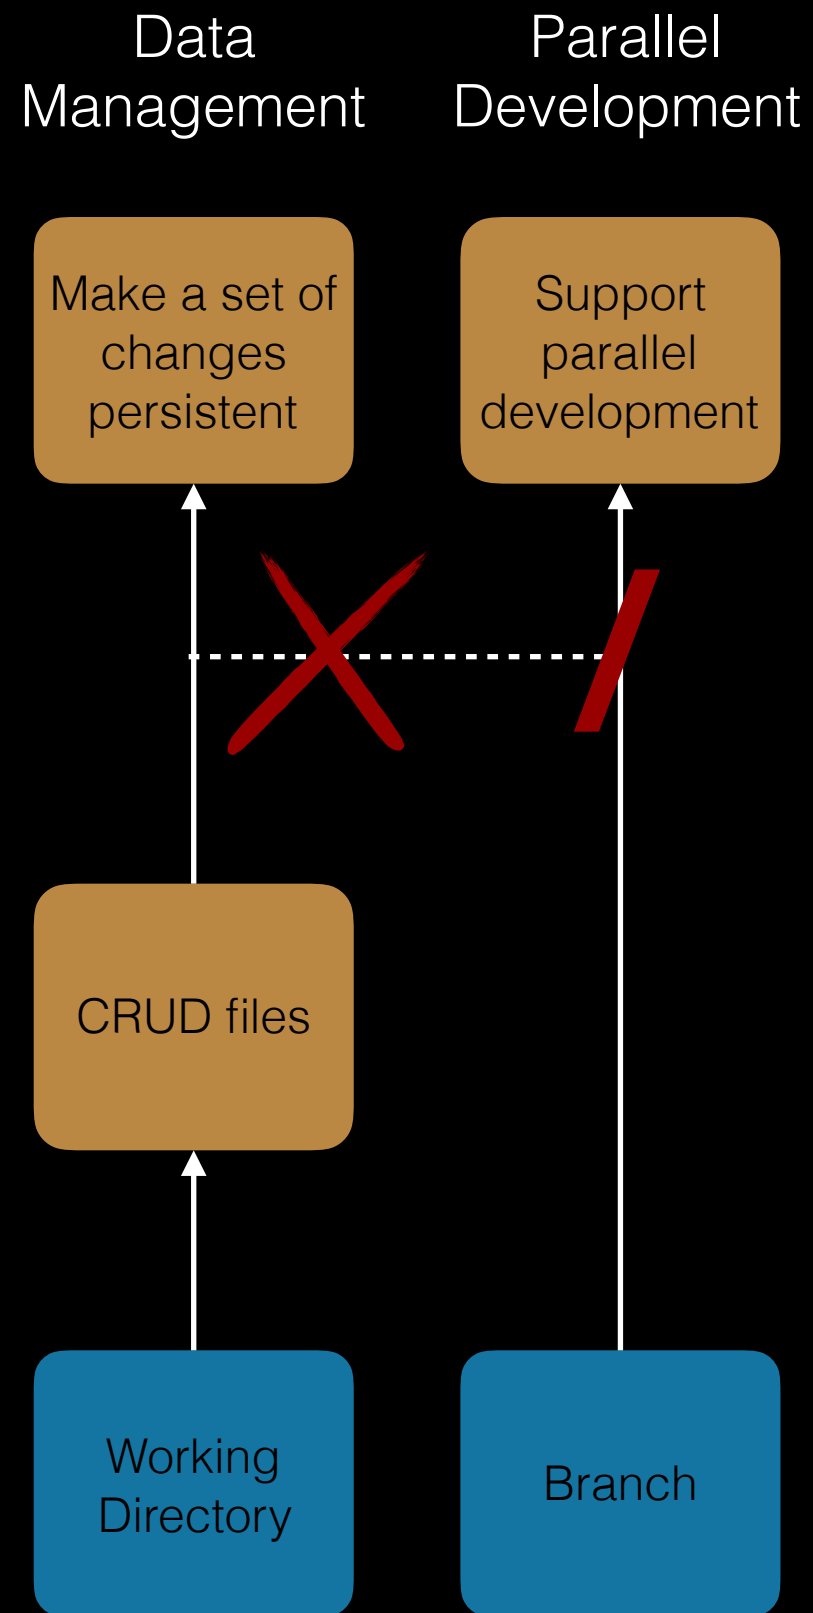 Data
Management
Parallel
Development
Make a set of
changes
persistent
Support
parallel
development
CRUD files
Working
Directory
Branch